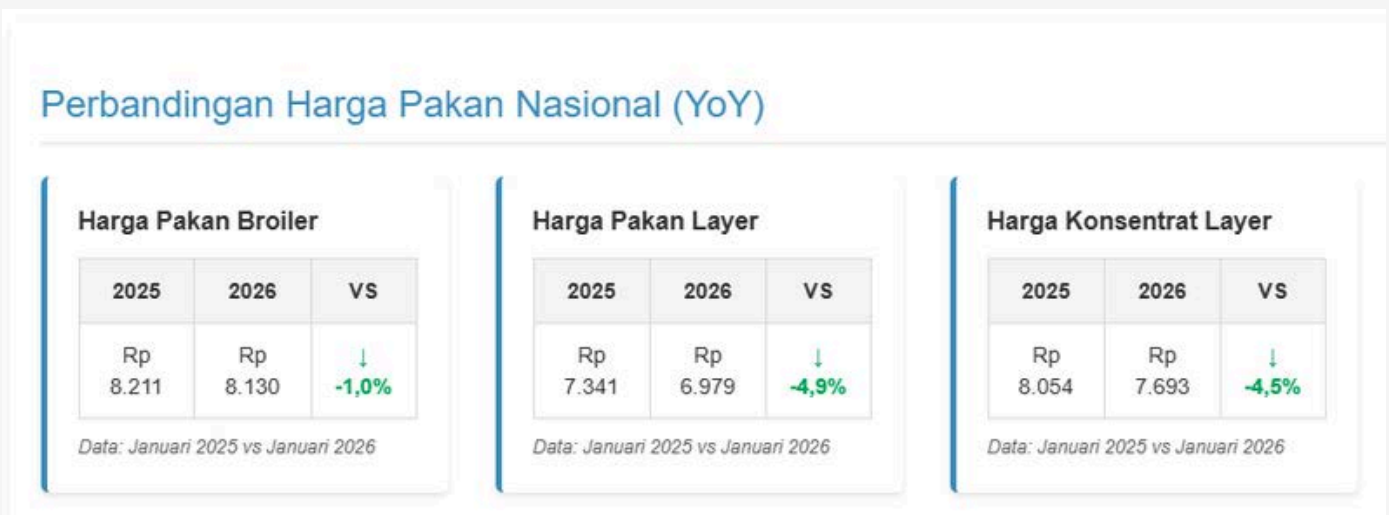 Perbandingan Harga Pakan Nasional (YoY)
Harga Pakan Broiler
2025 2026 VS
Rp Rp ↓
8.211 8.130 -1,0%
Data: Januari 2025 vs Januari 2026
Harga Pakan Layer
2025 2026 VS
Rp Rp ↓
7.341 6.979 -4,9%
Data: Januari 2025 vs Januari 2026
Harga Konsentrat Layer
2025 2026 VS
Rp Rp ↓
8.054 7.693 -4,5%
Data: Januari 2025 vs Januari 2026